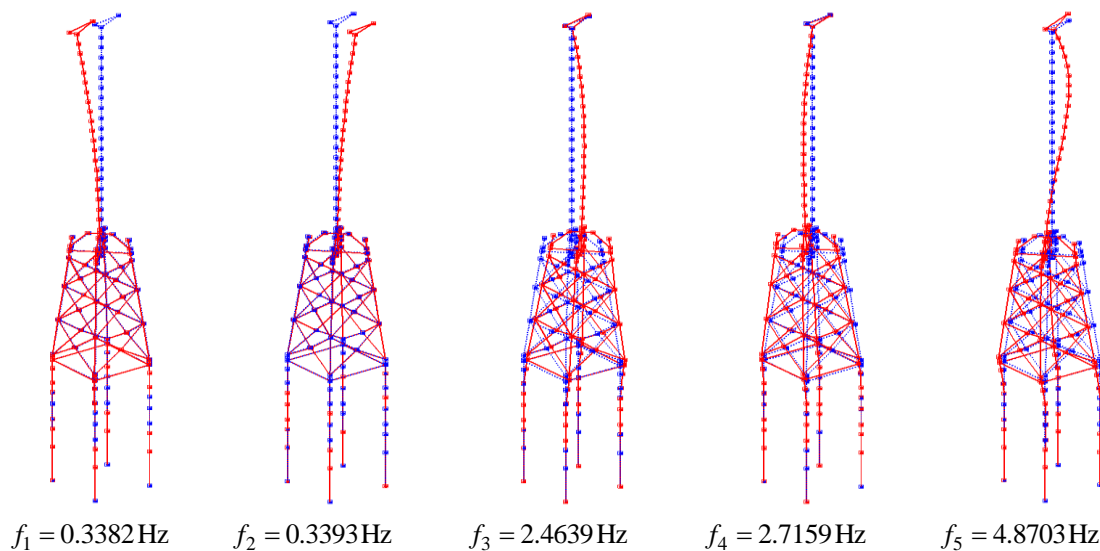 f₁ = 0.3382 Hz f₂ = 0.3393 Hz f₃ = 2.4639 Hz f₄ = 2.7159 Hz f₅ = 4.8703 Hz